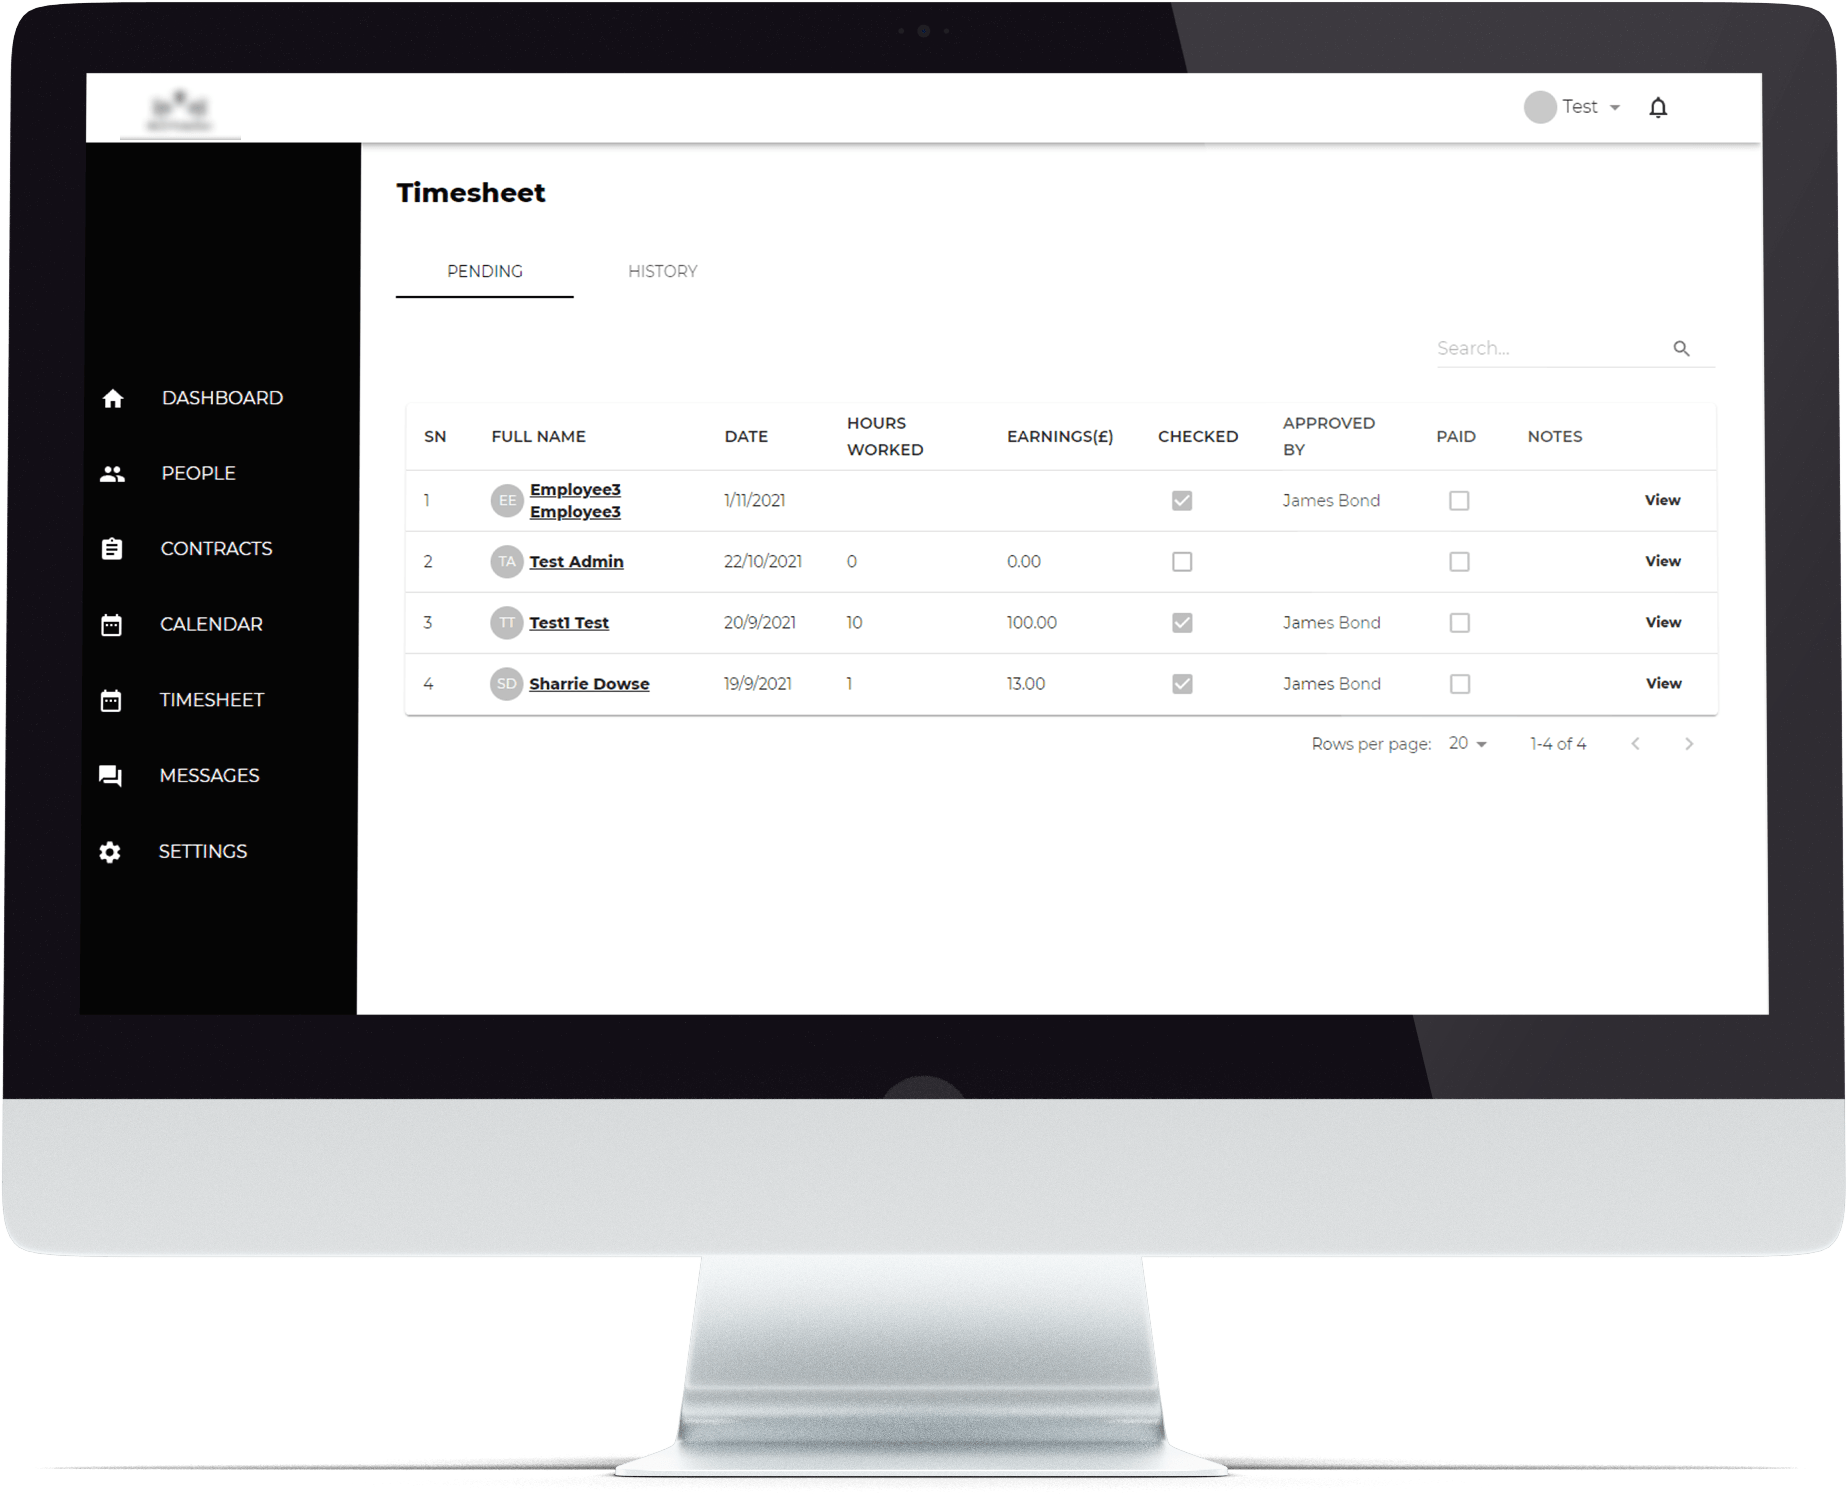 Test
Timesheet
PENDING HISTORY
Search...
DASHBOARD
PEOPLE
CONTRACTS
CALENDAR
TIMESHEET
MESSAGES
SETTINGS
SN FULL NAME DATE HOURS WORKED EARNINGS(£) CHECKED APPROVED BY PAID NOTES
1 EE Employee3 Employee3 1/11/2021 James Bond View
2 TA Test Admin 22/10/2021 0 0.00 View
3 TT Test1 Test 20/9/2021 10 100.00 James Bond View
4 SD Sharrie Dowse 19/9/2021 1 13.00 James Bond View
Rows per page: 20 1-4 of 4